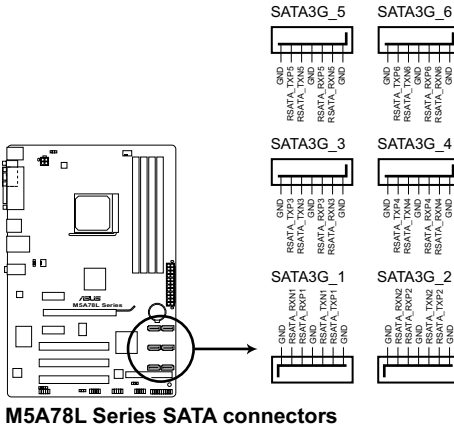 SATA3G_5
GND
RSATA_TXP5
RSATA_TXN5
GND
RSATA_RXP5
RSATA_RXN5
GND
SATA3G_6
GND
RSATA_TXP6
RSATA_TXN6
GND
RSATA_RXP6
RSATA_RXN6
GND
SATA3G_3
GND
RSATA_TXP3
RSATA_TXN3
GND
RSATA_RXP3
RSATA_RXN3
GND
SATA3G_4
GND
RSATA_TXP4
RSATA_TXN4
GND
RSATA_RXP4
RSATA_RXN4
GND
SATA3G_1
GND
RSATA_RXN1
RSATA_RXP1
GND
RSATA_TXN1
RSATA_TXP1
GND
SATA3G_2
GND
RSATA_RXN2
RSATA_RXP2
GND
RSATA_TXN2
RSATA_TXP2
GND
ASUS
M5A78L Series
M5A78L Series SATA connectors